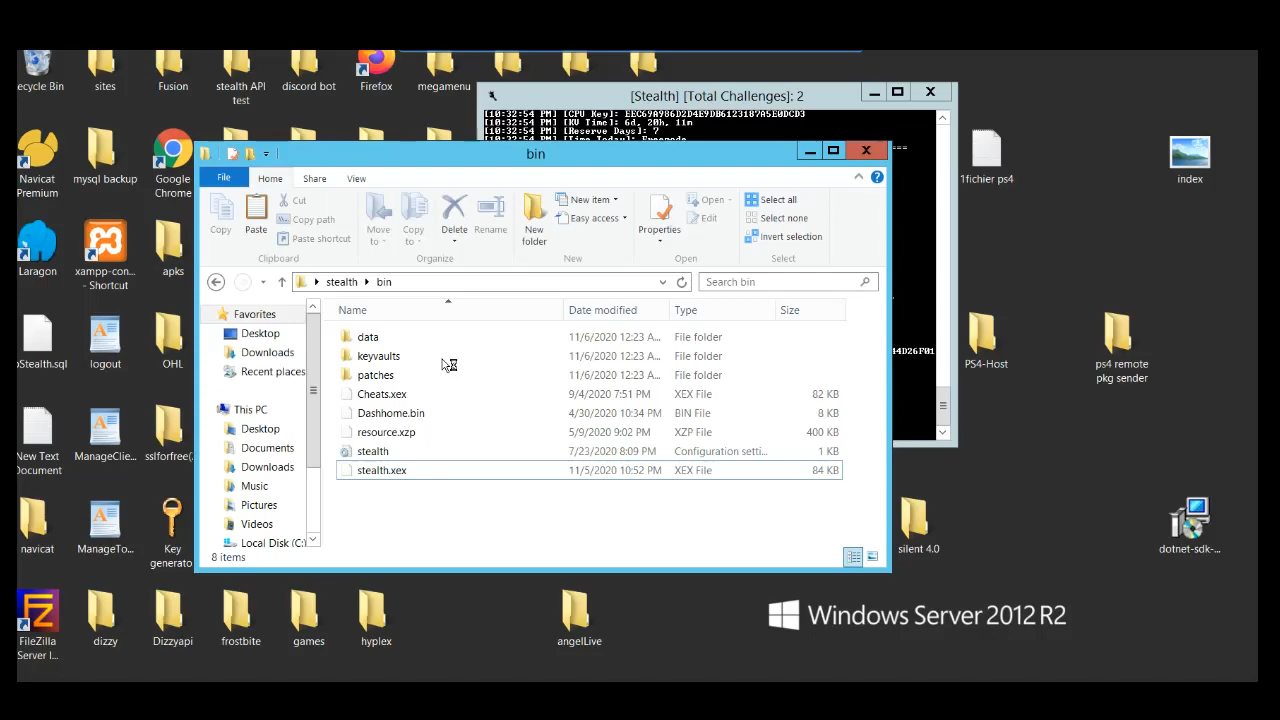 ecycle Bin
sites
Fusion
stealth API
test
discord bot
Firefox
megamenu
[Stealth] [Total Challenges]: 2
[10:32:54 PM] [CPU Key]: EEC69A986D2D4E9DB6123187A5E0DCD3
[10:32:54 PM] [KV Time]: 6d, 20h, 11m
[10:32:54 PM] [Reserve Days]: 7
Navicat
Premium
mysql backup
Google
Chrome
1fichier ps4
index
bin
File
Home
Share
View
Copy
Paste
Cut
Copy path
Paste shortcut
Clipboard
Move
to
Copy
to
Delete
Rename
Organize
New
folder
New item
Easy access
New
Properties
Open
Edit
Open
Select all
Select none
Invert selection
Select
Laragon
xampp-con...
- Shortcut
apks
stealth
bin
Search bin
Name
Date modified
Type
Size
Favorites
Desktop
Downloads
Recent places
This PC
Desktop
Documents
Downloads
Music
Pictures
Videos
Local Disk (C:)
data 11/6/2020 12:23 A... File folder
keyvaults 11/6/2020 12:23 A... File folder
patches 11/6/2020 12:23 A... File folder
Cheats.xex 9/4/2020 7:51 PM XEX File 82 KB
Dashhome.bin 4/30/2020 10:34 PM BIN File 8 KB
resource.xzp 5/9/2020 9:02 PM XZP File 400 KB
stealth 7/23/2020 8:09 PM Configuration setti... 1 KB
stealth.xex 11/5/2020 10:52 PM XEX File 84 KB
8 items
44D26F01
oStealth.sql
logout
OHL
PS4-Host
ps4 remote
pkg sender
New Text
Document
ManageClie...
sslforfree...
navicat
ManageTo...
Key
generato
silent 4.0
dotnet-sdk-...
FileZilla
Server I...
dizzy
Dizzyapi
frostbite
games
hyplex
angelLive
Windows Server 2012 R2